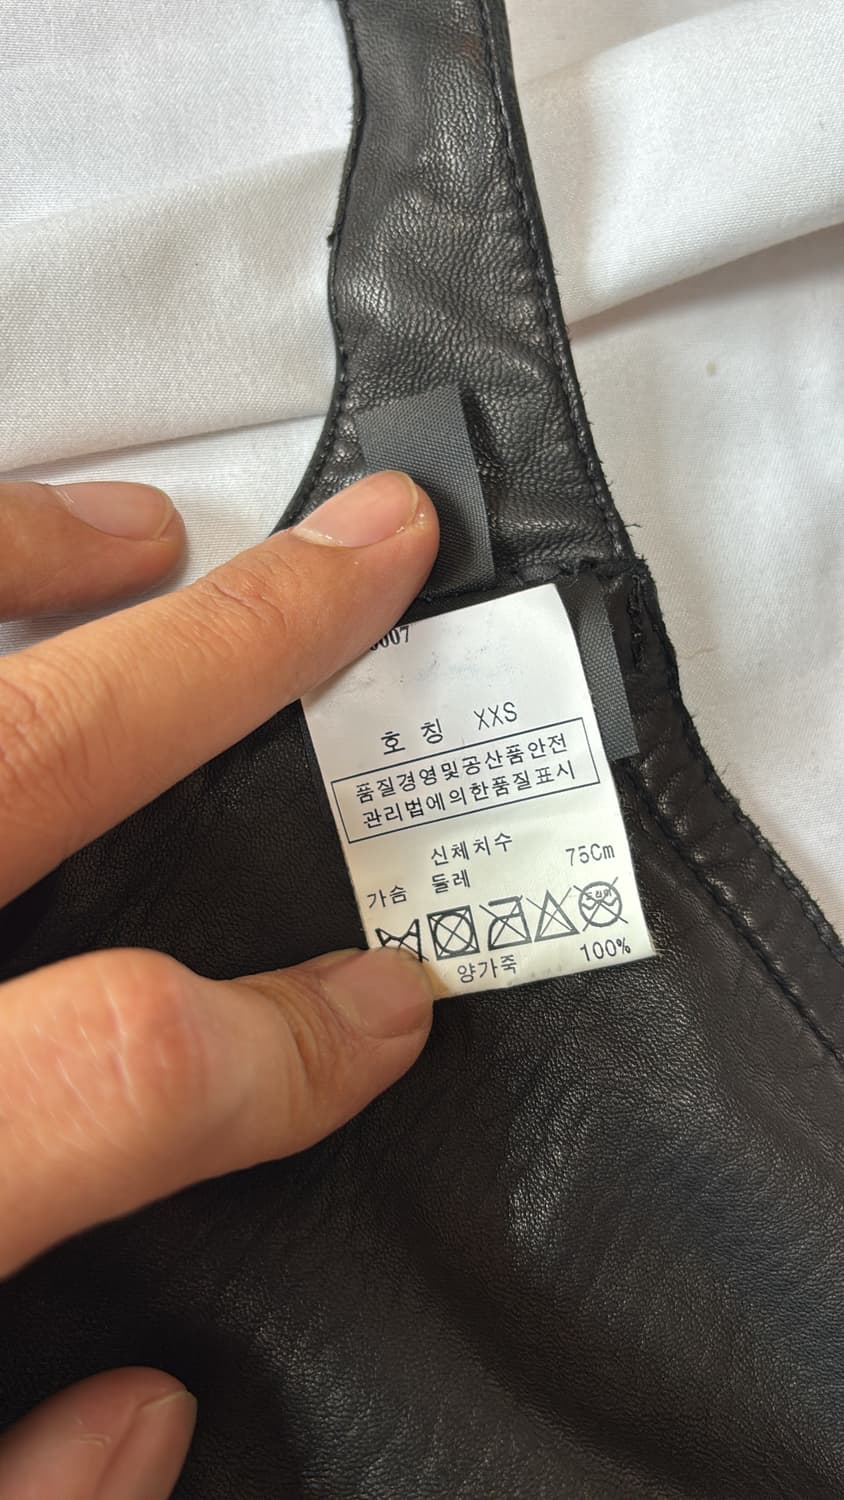 007
호 칭 XXS
품질경영및공산품안전
관리법에의한품질표시
신체치수
가슴 둘레 75Cm
양가죽 100%